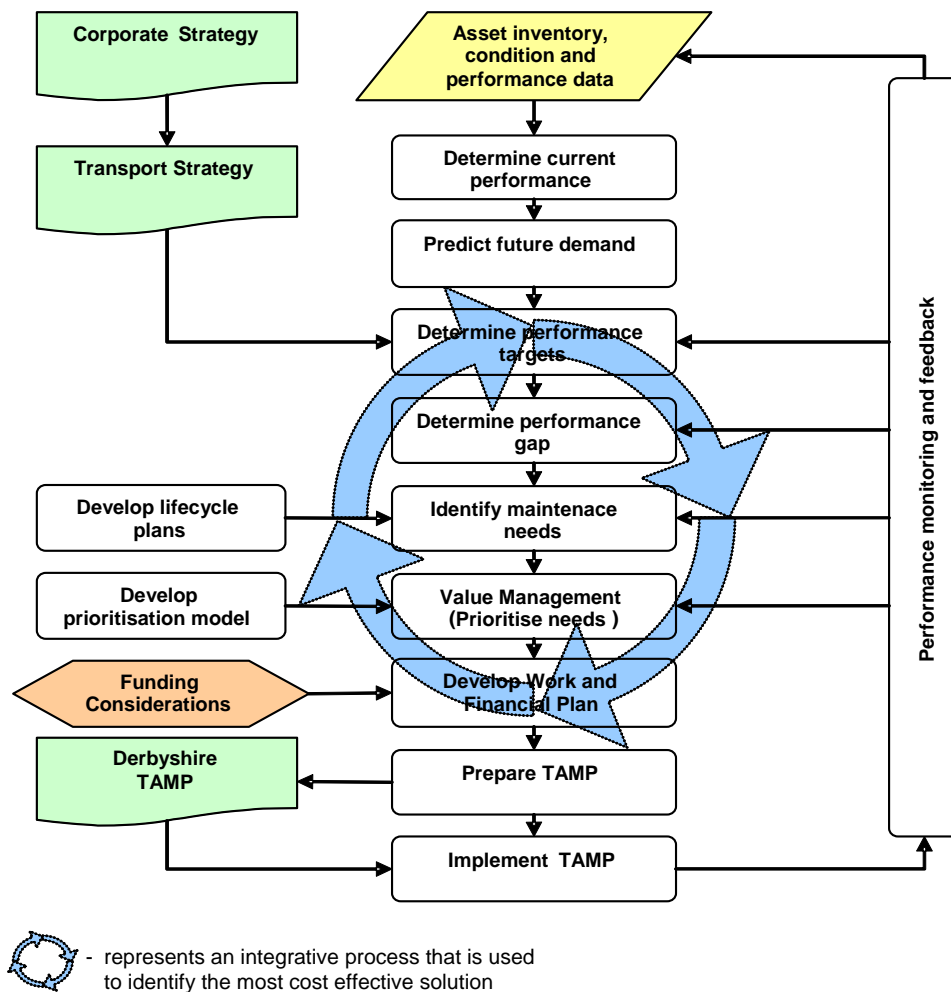 Corporate Strategy
Asset inventory,
condition and
performance data
Transport Strategy
Determine current
performance
Predict future demand
Determine performance
targets
Determine performance
gap
Develop lifecycle
plans
Identify maintenace
needs
Develop
prioritisation model
Value Management
(Prioritise needs )
Funding
Considerations
Develop Work and
Financial Plan
Derbyshire
TAMP
Prepare TAMP
Implement TAMP
Performance monitoring and feedback
- represents an integrative process that is used
to identify the most cost effective solution